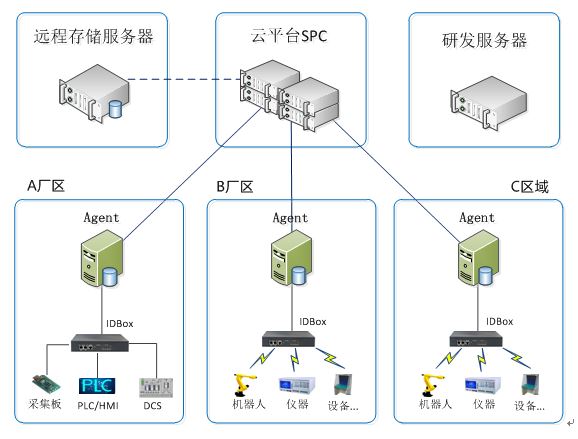 远程存储服务器
云平台SPC
研发服务器
A厂区
B厂区
C区域
Agent
Agent
Agent
IDBox
IDBox
IDBox
PLC
采集板
PLC/HMI
DCS
机器人
仪器
设备...
机器人
仪器
设备...